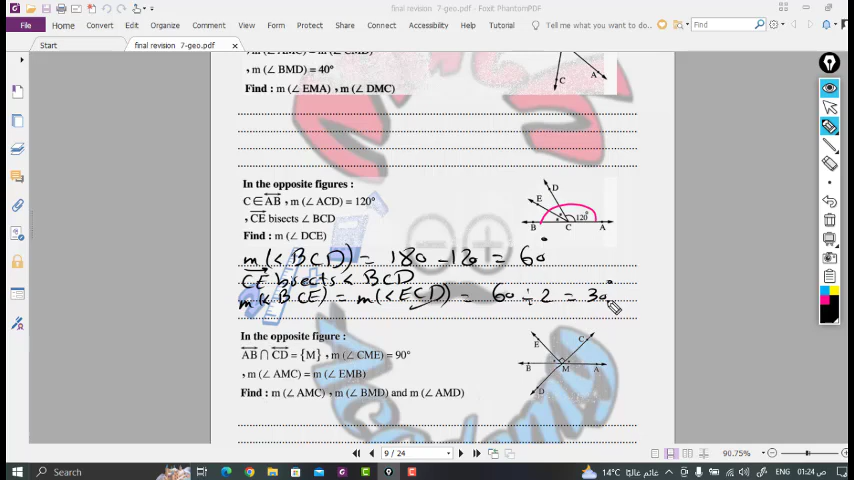 final revision 7-geo.pdf - Foxit PhantomPDF
File Home Convert Edit Organize Comment View Form Protect Share Connect Accessibility Help Tutorial Tell me what you want to do... Find
Start final revision 7-geo.pdf
, m (∠ BMD) = 40°
Find : m (∠ EMA) , m (∠ DMC)
C A
In the opposite figures :
C ∈ AB , m (∠ ACD) = 120°
, CE bisects ∠ BCD
Find : m (∠ DCE)
D
E
120°
B C A
m (< BCD) = 180 - 120 = 60
CE bisects < BCD
m (< BCE) = m (< ECD) = 60 ÷ 2 = 30°
In the opposite figure :
AB ∩ CD = {M} , m (∠ CME) = 90°
, m (∠ AMC) = m (∠ EMB)
Find : m (∠ AMC) , m (∠ BMD) and m (∠ AMD)
E C
B M A
D
9 / 24 90.75%
Search 14°C غائم غالبًا ENG 01:24 ص